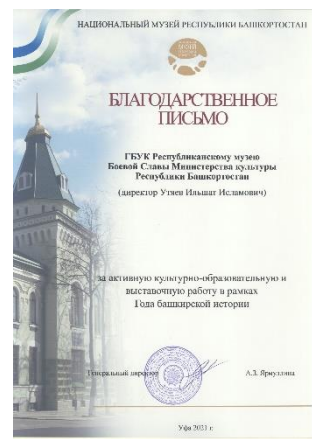 НАЦИОНАЛЬНЫЙ МУЗЕЙ РЕСПУБЛИКИ БАШКОРТОСТАН
БЛАГОДАРСТВЕННОЕ
ПИСЬМО
ГБУК Республиканскому музею
Боевой Славы Министерства культуры
Республики Башкортостан
(директор Утяев Ильшат Исламович)
за активную культурно-образовательную и
выставочную работу в рамках
Года башкирской истории
Генеральный директор
А.З. Ярмуллина
Уфа 2021 г.